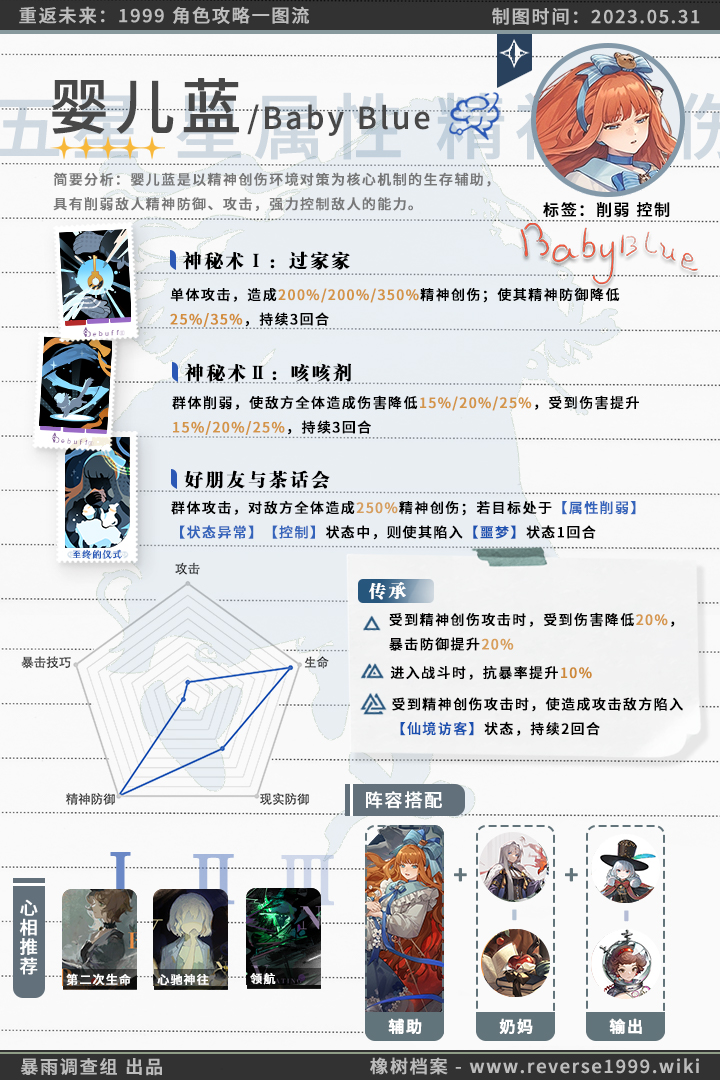 重返未来：1999 角色攻略一图流
制图时间：2023.05.31
五星 星属性 精神 伤
婴儿蓝/Baby Blue
简要分析：婴儿蓝是以精神创伤环境对策为核心机制的生存辅助，
具有削弱敌人精神防御、攻击，强力控制敌人的能力。
标签：削弱 控制
BabyBlue
神秘术 I ：过家家
单体攻击，造成200%/200%/350%精神创伤；使其精神防御降低
25%/35%，持续3回合
Debuff
神秘术 II ：咳咳剂
群体削弱，使敌方全体造成伤害降低15%/20%/25%，受到伤害提升
15%/20%/25%，持续3回合
Debuff
好朋友与茶话会
群体攻击，对敌方全体造成250%精神创伤；若目标处于【属性削弱】
【状态异常】【控制】状态中，则使其陷入【噩梦】状态1回合
至终的仪式
攻击
暴击技巧
生命
精神防御
现实防御
传承
受到精神创伤攻击时，受到伤害降低20%，
暴击防御提升20%
进入战斗时，抗暴率提升10%
受到精神创伤攻击时，使造成攻击敌方陷入
【仙境访客】状态，持续2回合
阵容搭配
I II III
心相推荐
第二次生命
心驰神往
领航
+
+
辅助
奶妈
输出
暴雨调查组 出品
橡树档案 - www.reverse1999.wiki